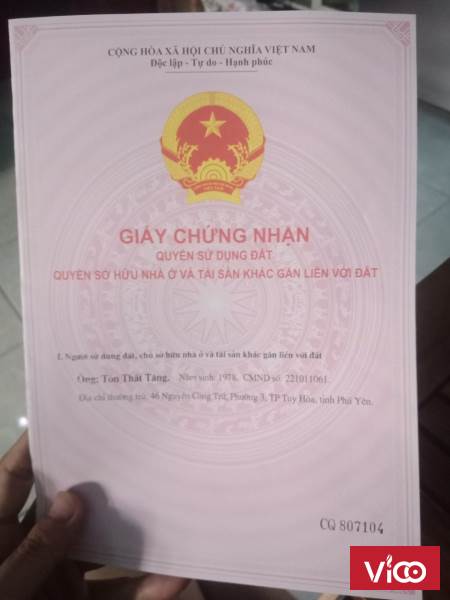 CỘNG HÒA XÃ HỘI CHỦ NGHĨA VIỆT NAM
Độc lập - Tự do - Hạnh phúc
GIẤY CHỨNG NHẬN
QUYỀN SỬ DỤNG ĐẤT
QUYỀN SỞ HỮU NHÀ Ở VÀ TÀI SẢN KHÁC GẮN LIỀN VỚI ĐẤT
I. Người sử dụng đất, chủ sở hữu nhà ở và tài sản khác gắn liền với đất
Ông: Tôn Thất Tăng. Năm sinh: 1978. CMND số: 221011061.
Địa chỉ thường trú: 46 Nguyễn Công Trứ, Phường 3, TP Tuy Hòa, tỉnh Phú Yên.
CQ 807104
Vico